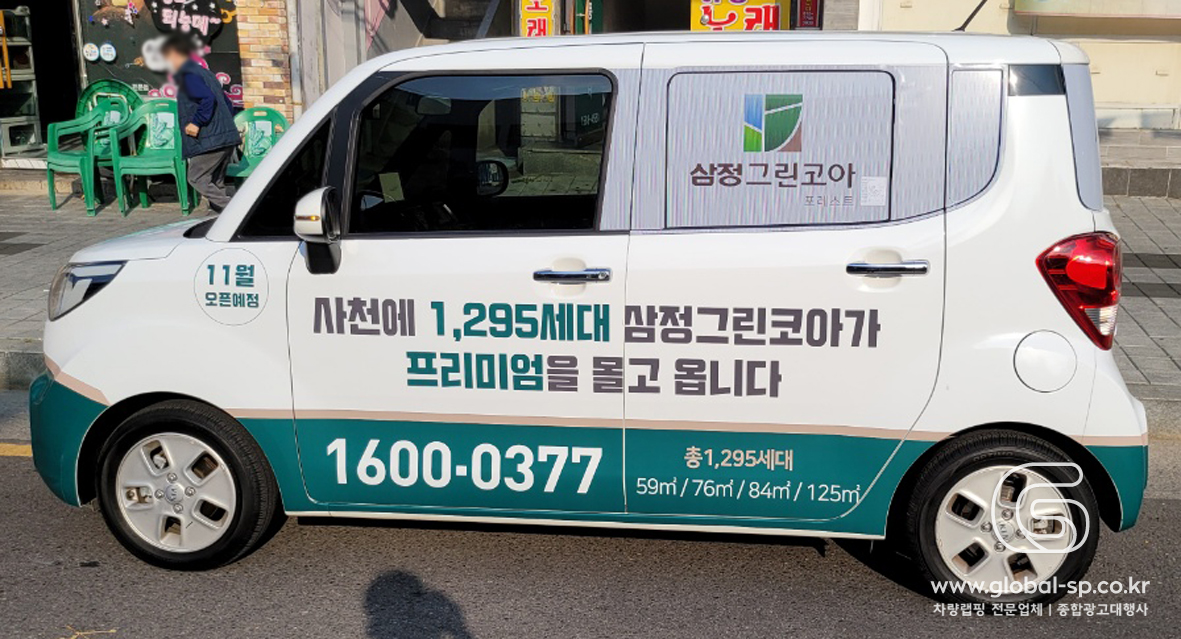 노래
노래
삼정그린코아
포레스트
11월
오픈예정
사천에 1,295세대 삼정그린코아가
프리미엄을 몰고 옵니다
1600-0377
총1,295세대
59㎡ / 76㎡ / 84㎡ / 125㎡
www.global-sp.co.kr
차량랩핑 전문업체 | 종합광고대행사